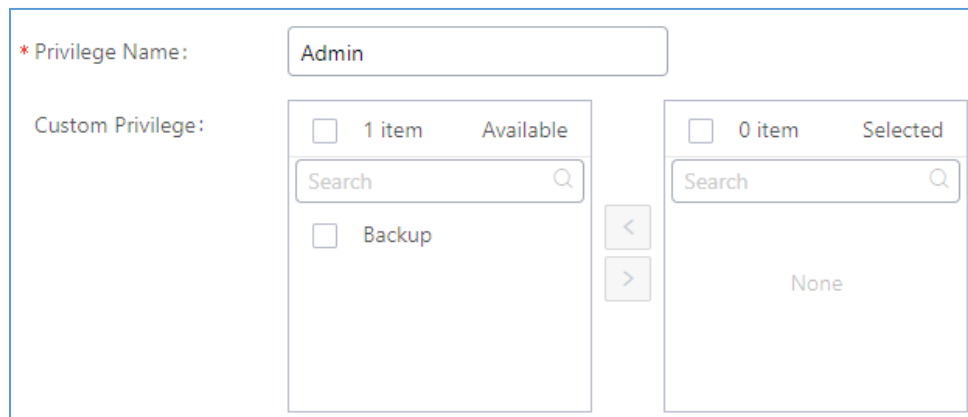 * Privilege Name:
Admin
Custom Privilege:
1 item Available
0 item Selected
Search
Search
Backup
<
>
None